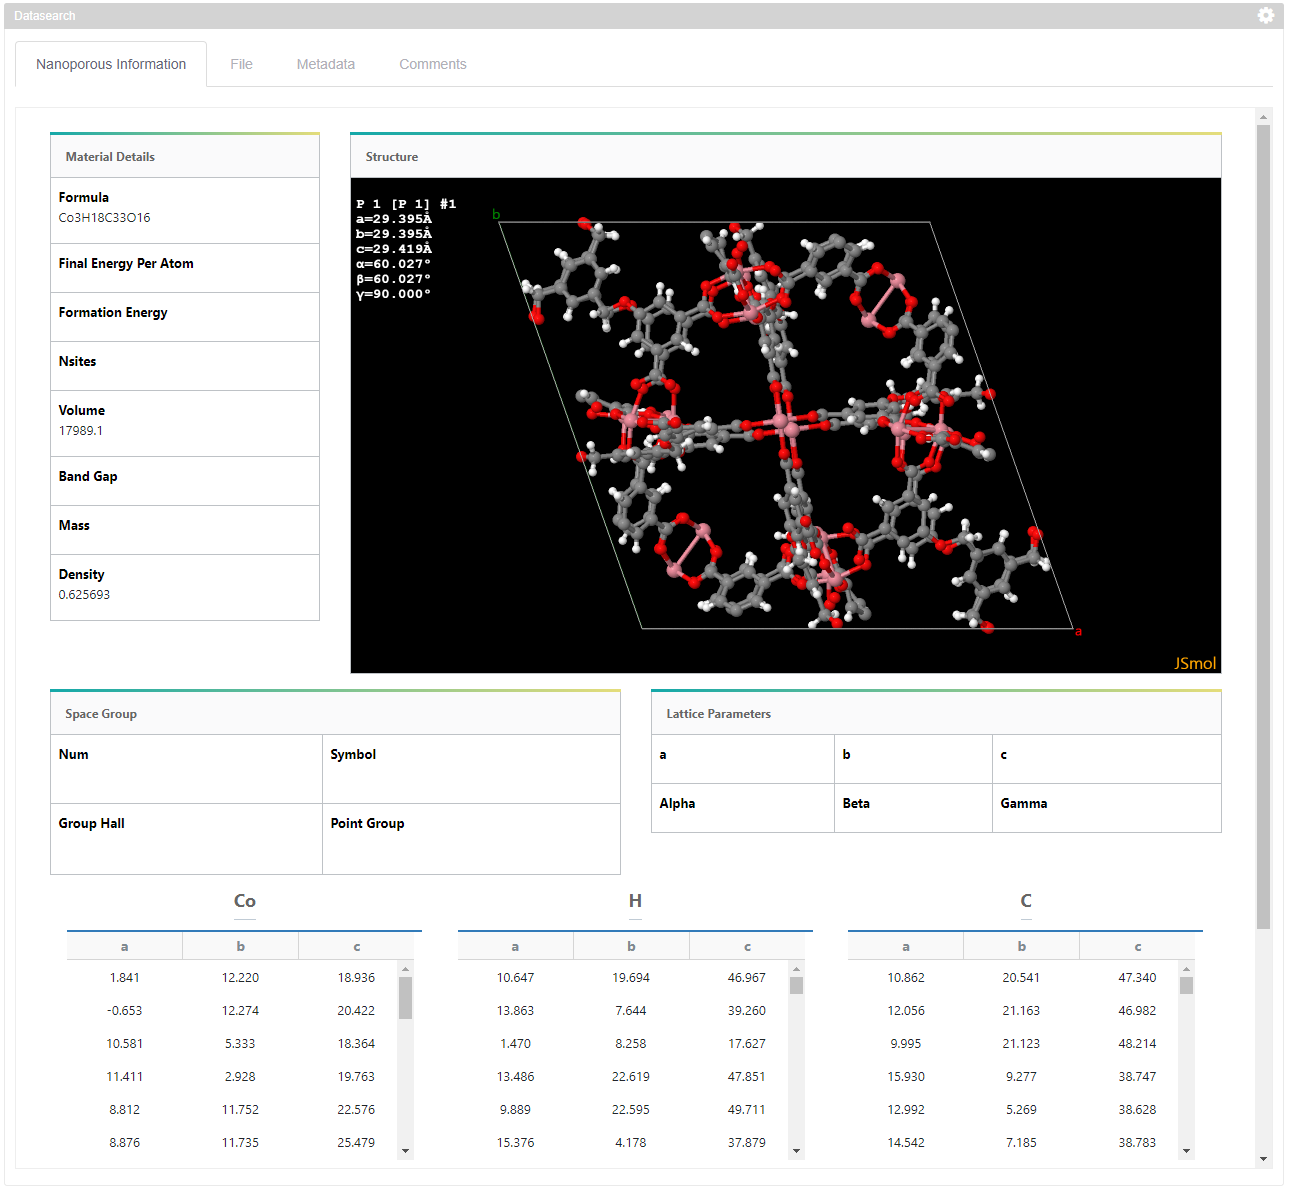 Datasearch
Nanoporous Information File Metadata Comments
Material Details
Formula
Co3H18C33O16
Final Energy Per Atom
Formation Energy
Nsites
Volume
17989.1
Band Gap
Mass
Density
0.625693
Structure
P 1 [P 1] #1
a=29.395Å
b=29.395Å
c=29.419Å
α=60.027°
β=60.027°
γ=90.000°
b
a
JSmol
Space Group
Num Symbol
Group Hall Point Group
Lattice Parameters
a b c
Alpha Beta Gamma
Co
a b c
1.841 12.220 18.936
-0.653 12.274 20.422
10.581 5.333 18.364
11.411 2.928 19.763
8.812 11.752 22.576
8.876 11.735 25.479
H
a b c
10.647 19.694 46.967
13.863 7.644 39.260
1.470 8.258 17.627
13.486 22.619 47.851
9.889 22.595 49.711
15.376 4.178 37.879
C
a b c
10.862 20.541 47.340
12.056 21.163 46.982
9.995 21.123 48.214
15.930 9.277 38.747
12.992 5.269 38.628
14.542 7.185 38.783